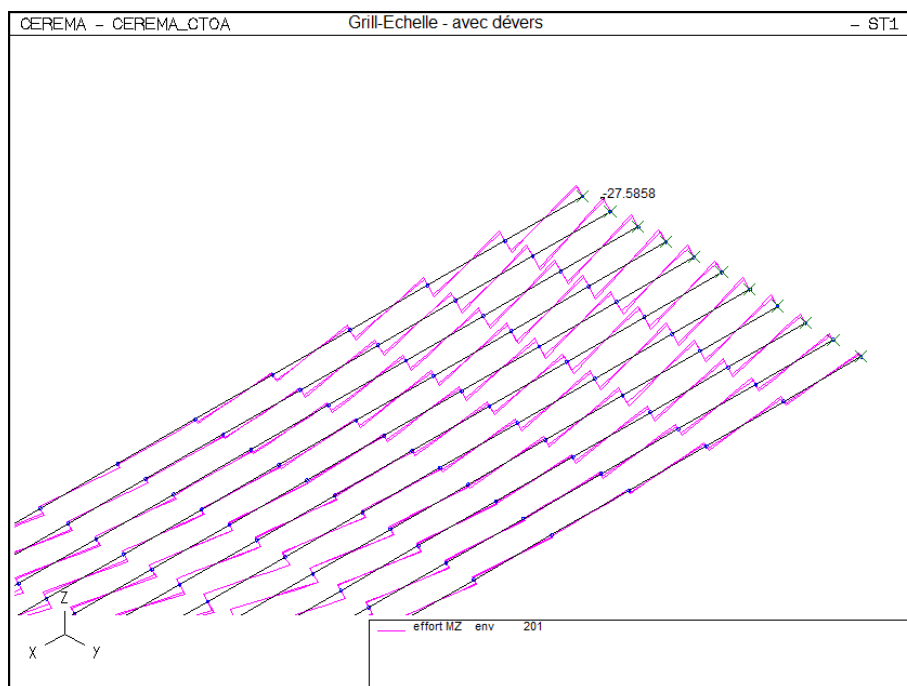 CEREMA - CEREMA_CTOA
Grill-Echelle - avec dévers
- ST1
-27.5858
Z
X
y
effort MZ env 201